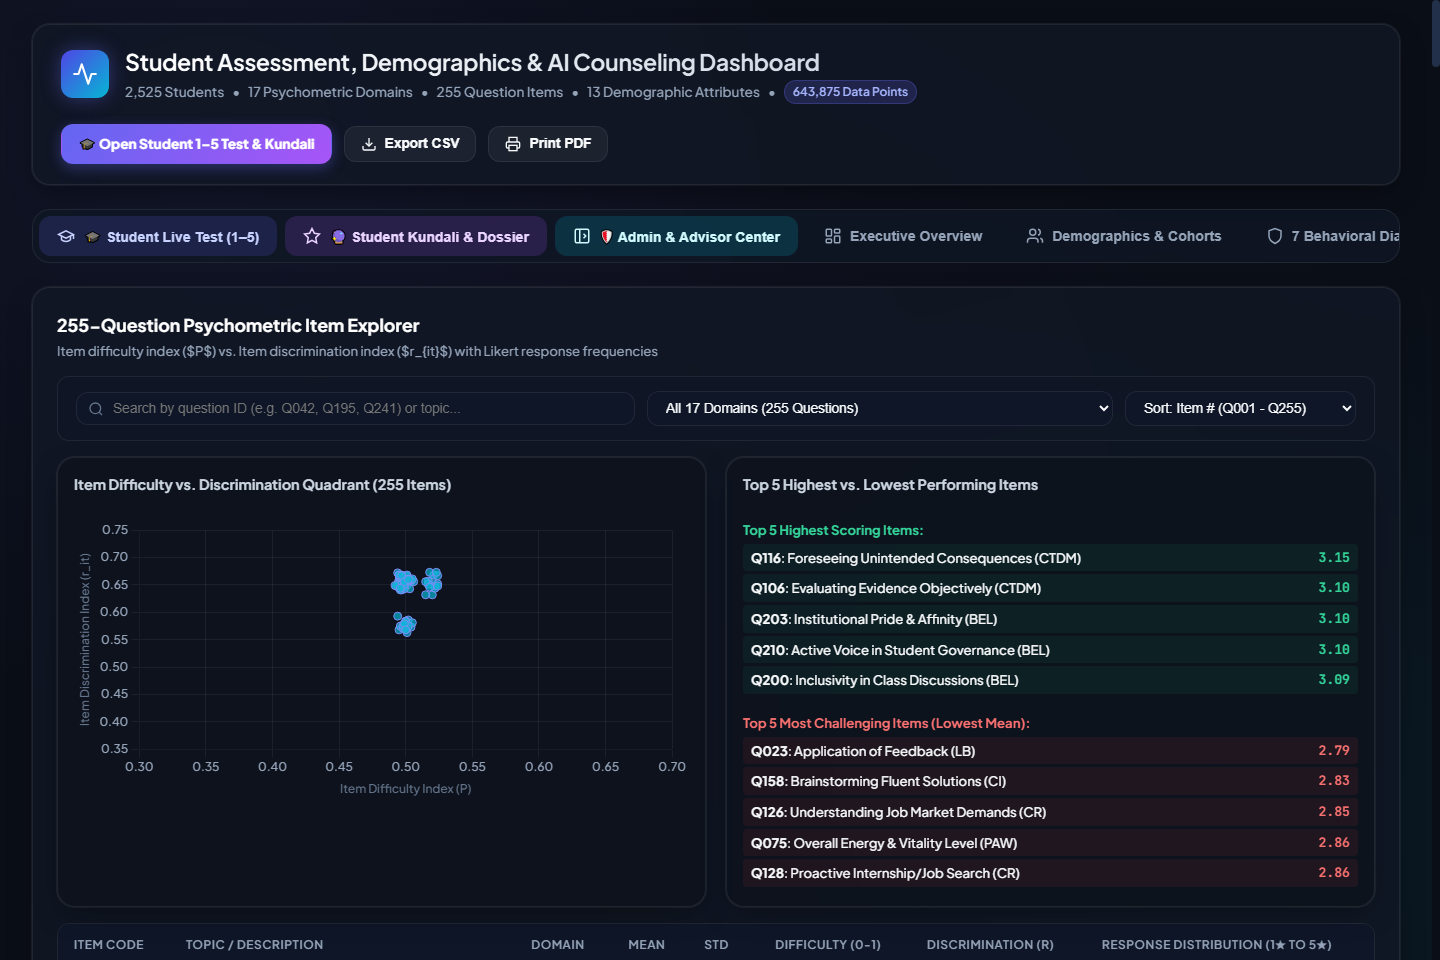 Student Assessment, Demographics & AI Counseling Dashboard
2,525 Students • 17 Psychometric Domains • 255 Question Items • 13 Demographic Attributes • 643,875 Data Points
🎓 Open Student 1–5 Test & Kundali
Export CSV
Print PDF
🎓 Student Live Test (1–5)
🔮 Student Kundali & Dossier
🛡️ Admin & Advisor Center
Executive Overview
Demographics & Cohorts
7 Behavioral Dia
255-Question Psychometric Item Explorer
Item difficulty index ($P$) vs. Item discrimination index ($r_{it}$) with Likert response frequencies
Search by question ID (e.g. Q042, Q195, Q241) or topic...
All 17 Domains (255 Questions)
Sort: Item # (Q001 - Q255)
Item Difficulty vs. Discrimination Quadrant (255 Items)
Item Discrimination Index (r_it)
0.75
0.70
0.65
0.60
0.55
0.50
0.45
0.40
0.35
0.30 0.35 0.40 0.45 0.50 0.55 0.60 0.65 0.70
Item Difficulty Index (P)
Top 5 Highest vs. Lowest Performing Items
Top 5 Highest Scoring Items:
Q116: Foreseeing Unintended Consequences (CTDM) 3.15
Q106: Evaluating Evidence Objectively (CTDM) 3.10
Q203: Institutional Pride & Affinity (BEL) 3.10
Q210: Active Voice in Student Governance (BEL) 3.10
Q200: Inclusivity in Class Discussions (BEL) 3.09
Top 5 Most Challenging Items (Lowest Mean):
Q023: Application of Feedback (LB) 2.79
Q158: Brainstorming Fluent Solutions (CI) 2.83
Q126: Understanding Job Market Demands (CR) 2.85
Q075: Overall Energy & Vitality Level (PAW) 2.86
Q128: Proactive Internship/Job Search (CR) 2.86
ITEM CODE TOPIC / DESCRIPTION DOMAIN MEAN STD DIFFICULTY (0-1) DISCRIMINATION (R) RESPONSE DISTRIBUTION (1★ TO 5★)